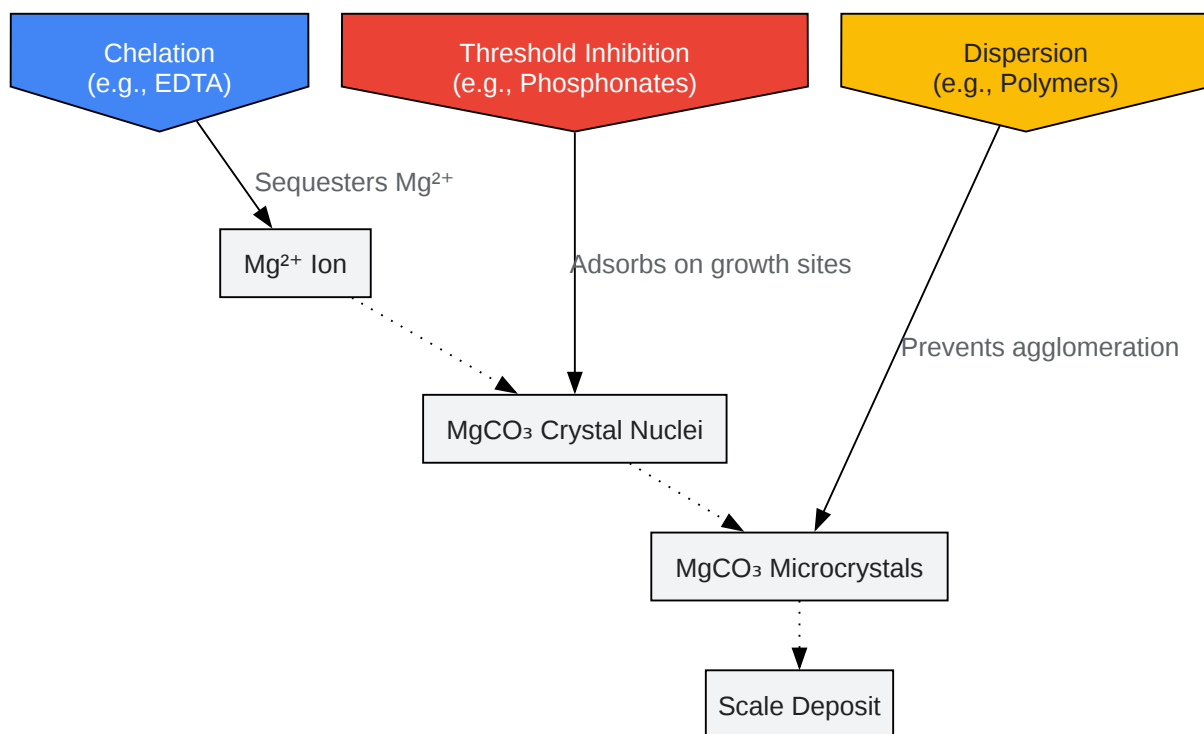 Chelation
(e.g., EDTA)
Threshold Inhibition
(e.g., Phosphonates)
Dispersion
(e.g., Polymers)
Sequesters Mg²⁺
Mg²⁺ Ion
Adsorbs on growth sites
Prevents agglomeration
MgCO₃ Crystal Nuclei
MgCO₃ Microcrystals
Scale Deposit